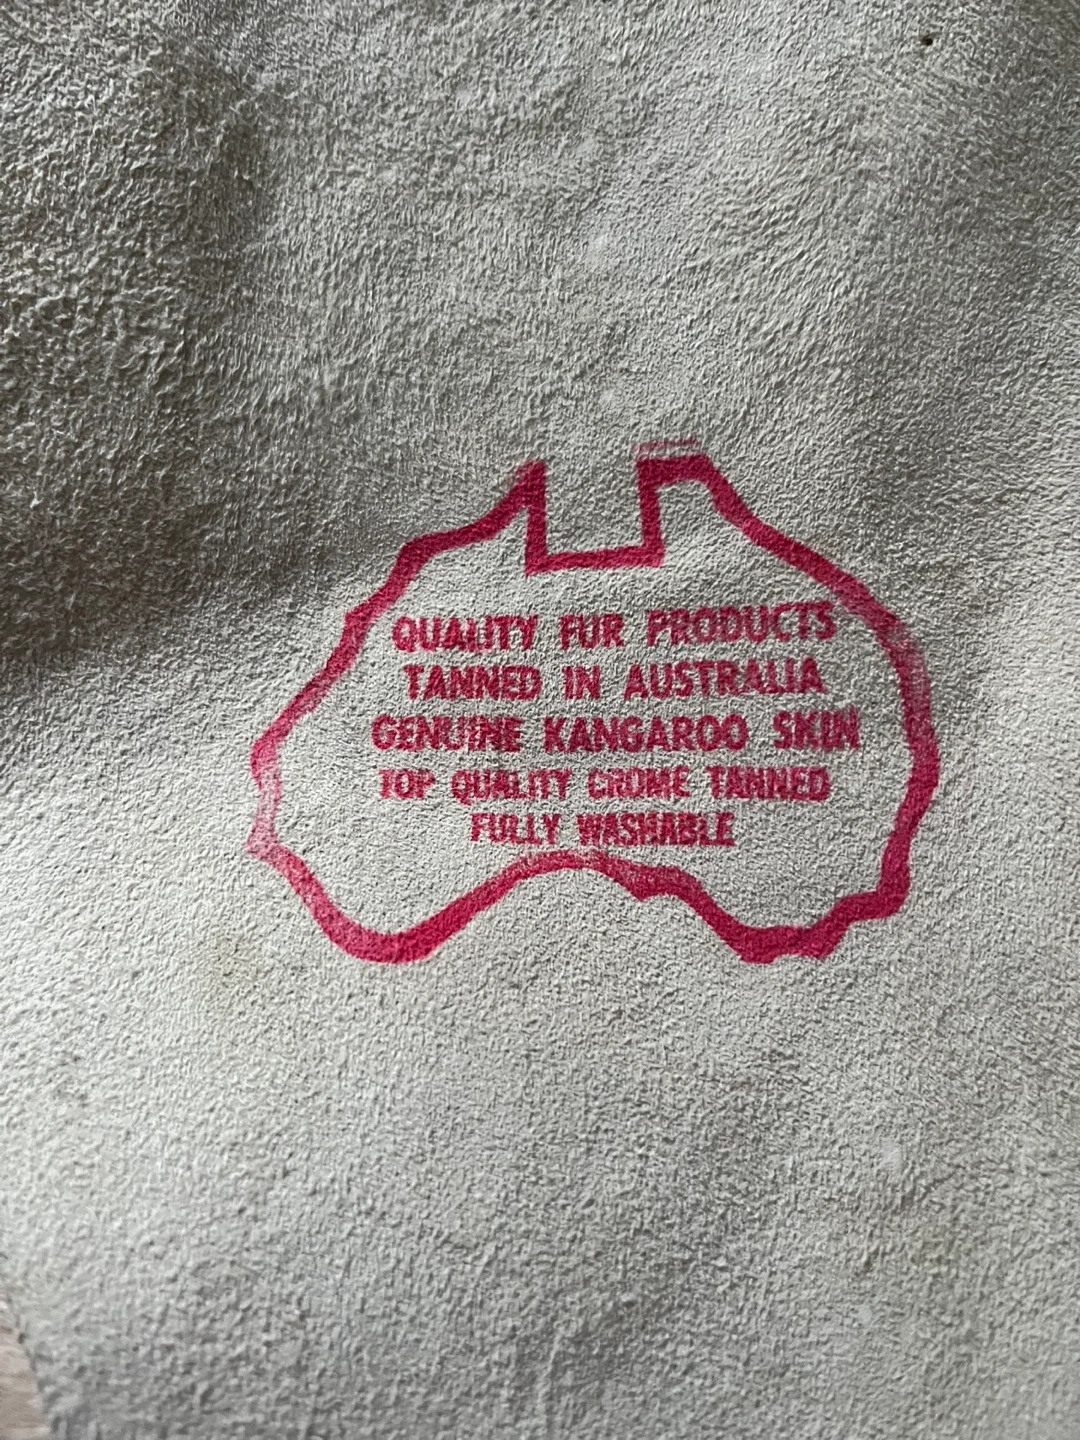 QUALITY FUR PRODUCTS
TANNED IN AUSTRALIA
GENUINE KANGAROO SKIN
TOP QUALITY CROME TANNED
FULLY WASHABLE